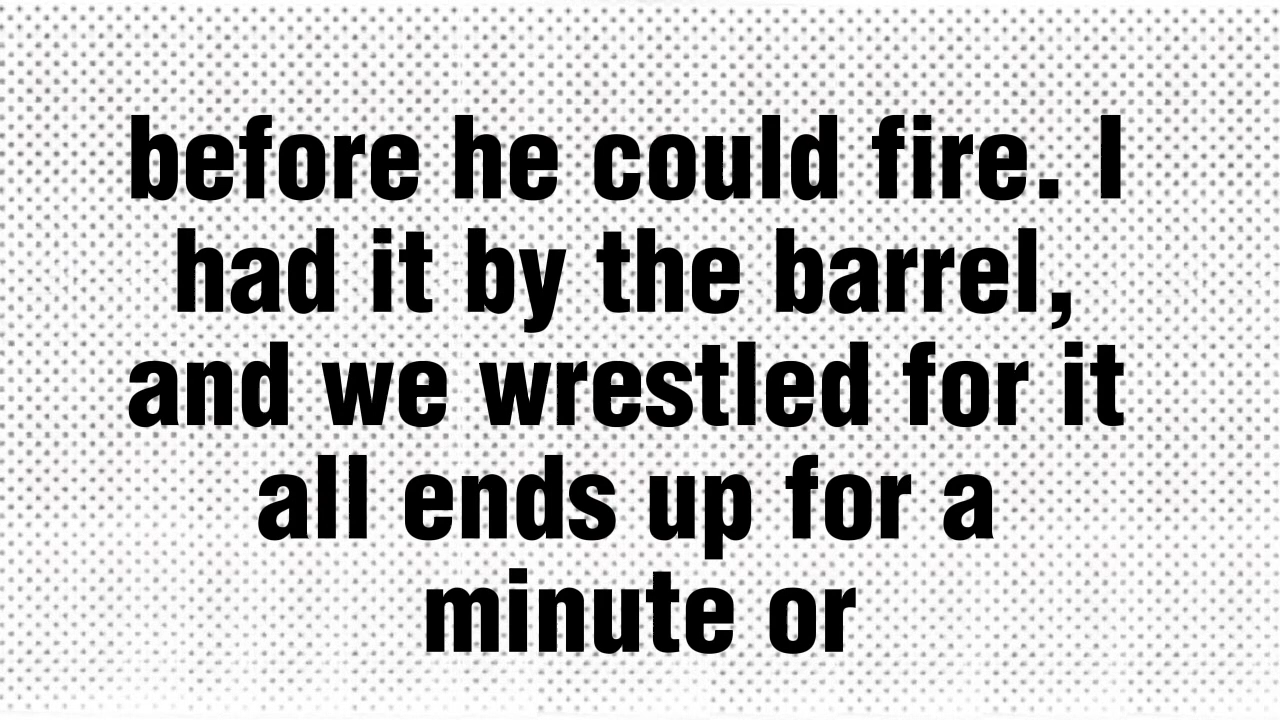 before he could fire. I
had it by the barrel,
and we wrestled for it
all ends up for a
minute or